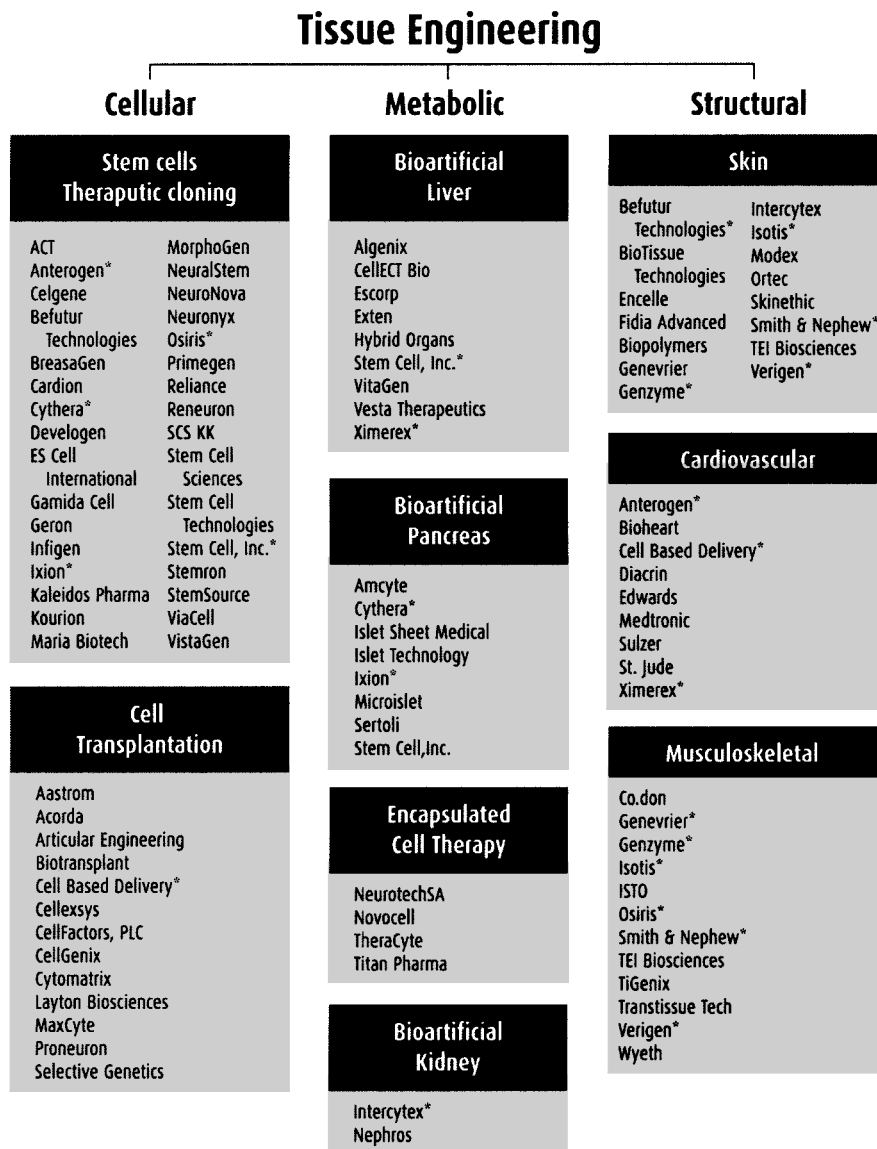 Tissue Engineering
Cellular
Stem cells
Theraputic cloning
ACT
Anterogen*
Celgene
Befutur
Technologies
BreasaGen
Cardion
Cythera*
Develogen
ES Cell
International
Gamida Cell
Geron
Infigen
Ixion*
Kaleidos Pharma
Kourion
Maria Biotech
MorphoGen
NeuralStem
NeuroNova
Neuronyx
Osiris*
Primegen
Reliance
Reneuron
SCS KK
Stem Cell
Sciences
Stem Cell
Technologies
Stem Cell, Inc.*
Stemron
StemSource
ViaCell
VistaGen
Cell
Transplantation
Aastrom
Acorda
Articular Engineering
Biotransplant
Cell Based Delivery*
Cellexsys
CellFactors, PLC
CellGenix
Cytomatrix
Layton Biosciences
MaxCyte
Proneuron
Selective Genetics
Metabolic
Bioartificial
Liver
Algenix
CellECT Bio
Escorp
Exten
Hybrid Organs
Stem Cell, Inc.*
VitaGen
Vesta Therapeutics
Ximerex*
Bioartificial
Pancreas
Amcyte
Cythera*
Islet Sheet Medical
Islet Technology
Ixion*
Microislet
Sertoli
Stem Cell,Inc.
Encapsulated
Cell Therapy
NeurotechSA
Novocell
TheraCyte
Titan Pharma
Bioartificial
Kidney
Intercytex*
Nephros
Structural
Skin
Befutur
Technologies*
BioTissue
Technologies
Encelle
Fidia Advanced
Biopolymers
Genevrier
Genzyme*
Intercytex
Isotis*
Modex
Ortec
Skinethic
Smith & Nephew*
TEI Biosciences
Verigen*
Cardiovascular
Anterogen*
Bioheart
Cell Based Delivery*
Diacrin
Edwards
Medtronic
Sulzer
St. Jude
Ximerex*
Musculoskeletal
Co.don
Genevrier*
Genzyme*
Isotis*
ISTO
Osiris*
Smith & Nephew*
TEI Biosciences
TiGenix
Transtissue Tech
Verigen*
Wyeth